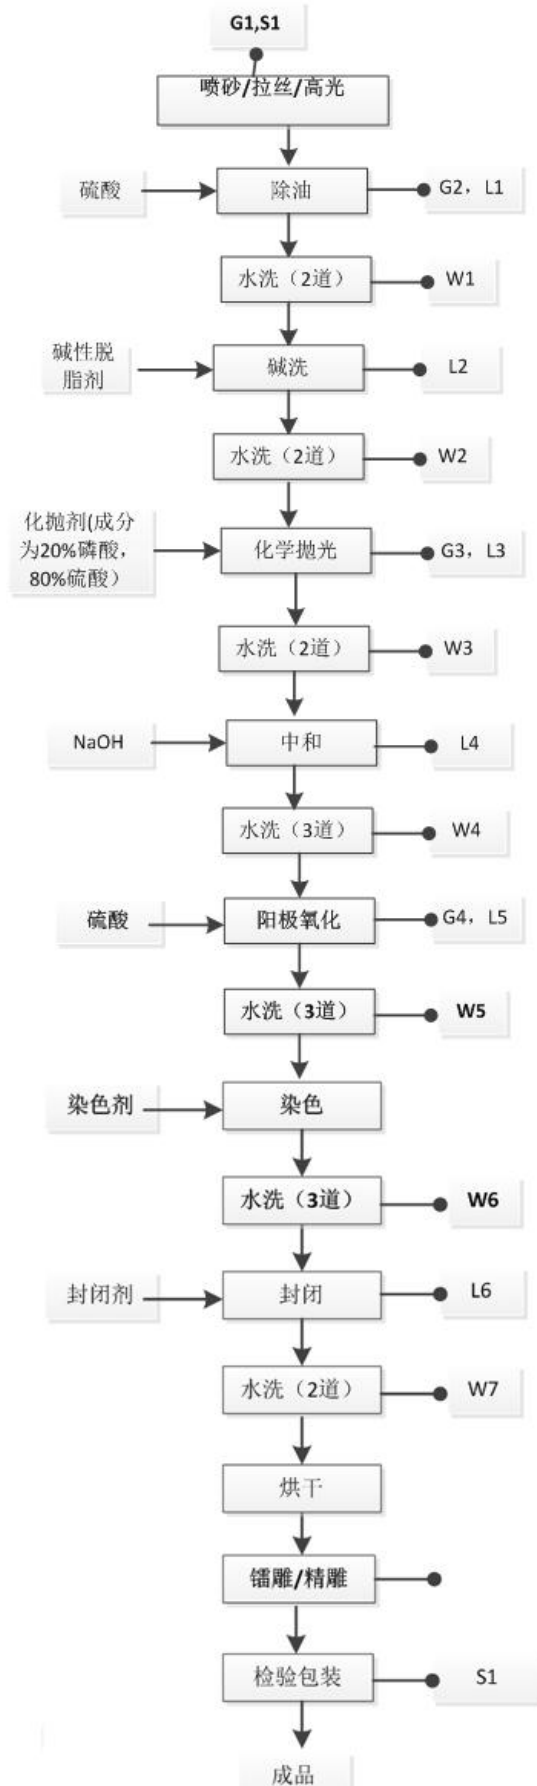 G1,S1
喷砂/拉丝/高光
硫酸
除油
G2，L1
水洗（2道）
W1
碱性脱
脂剂
碱洗
L2
水洗（2道）
W2
化抛剂(成分
为20%磷酸，
80%硫酸）
化学抛光
G3，L3
水洗（2道）
W3
NaOH
中和
L4
水洗（3道）
W4
硫酸
阳极氧化
G4，L5
水洗（3道）
W5
染色剂
染色
水洗（3道）
W6
封闭剂
封闭
L6
水洗（2道）
W7
烘干
镭雕/精雕
检验包装
S1
成品